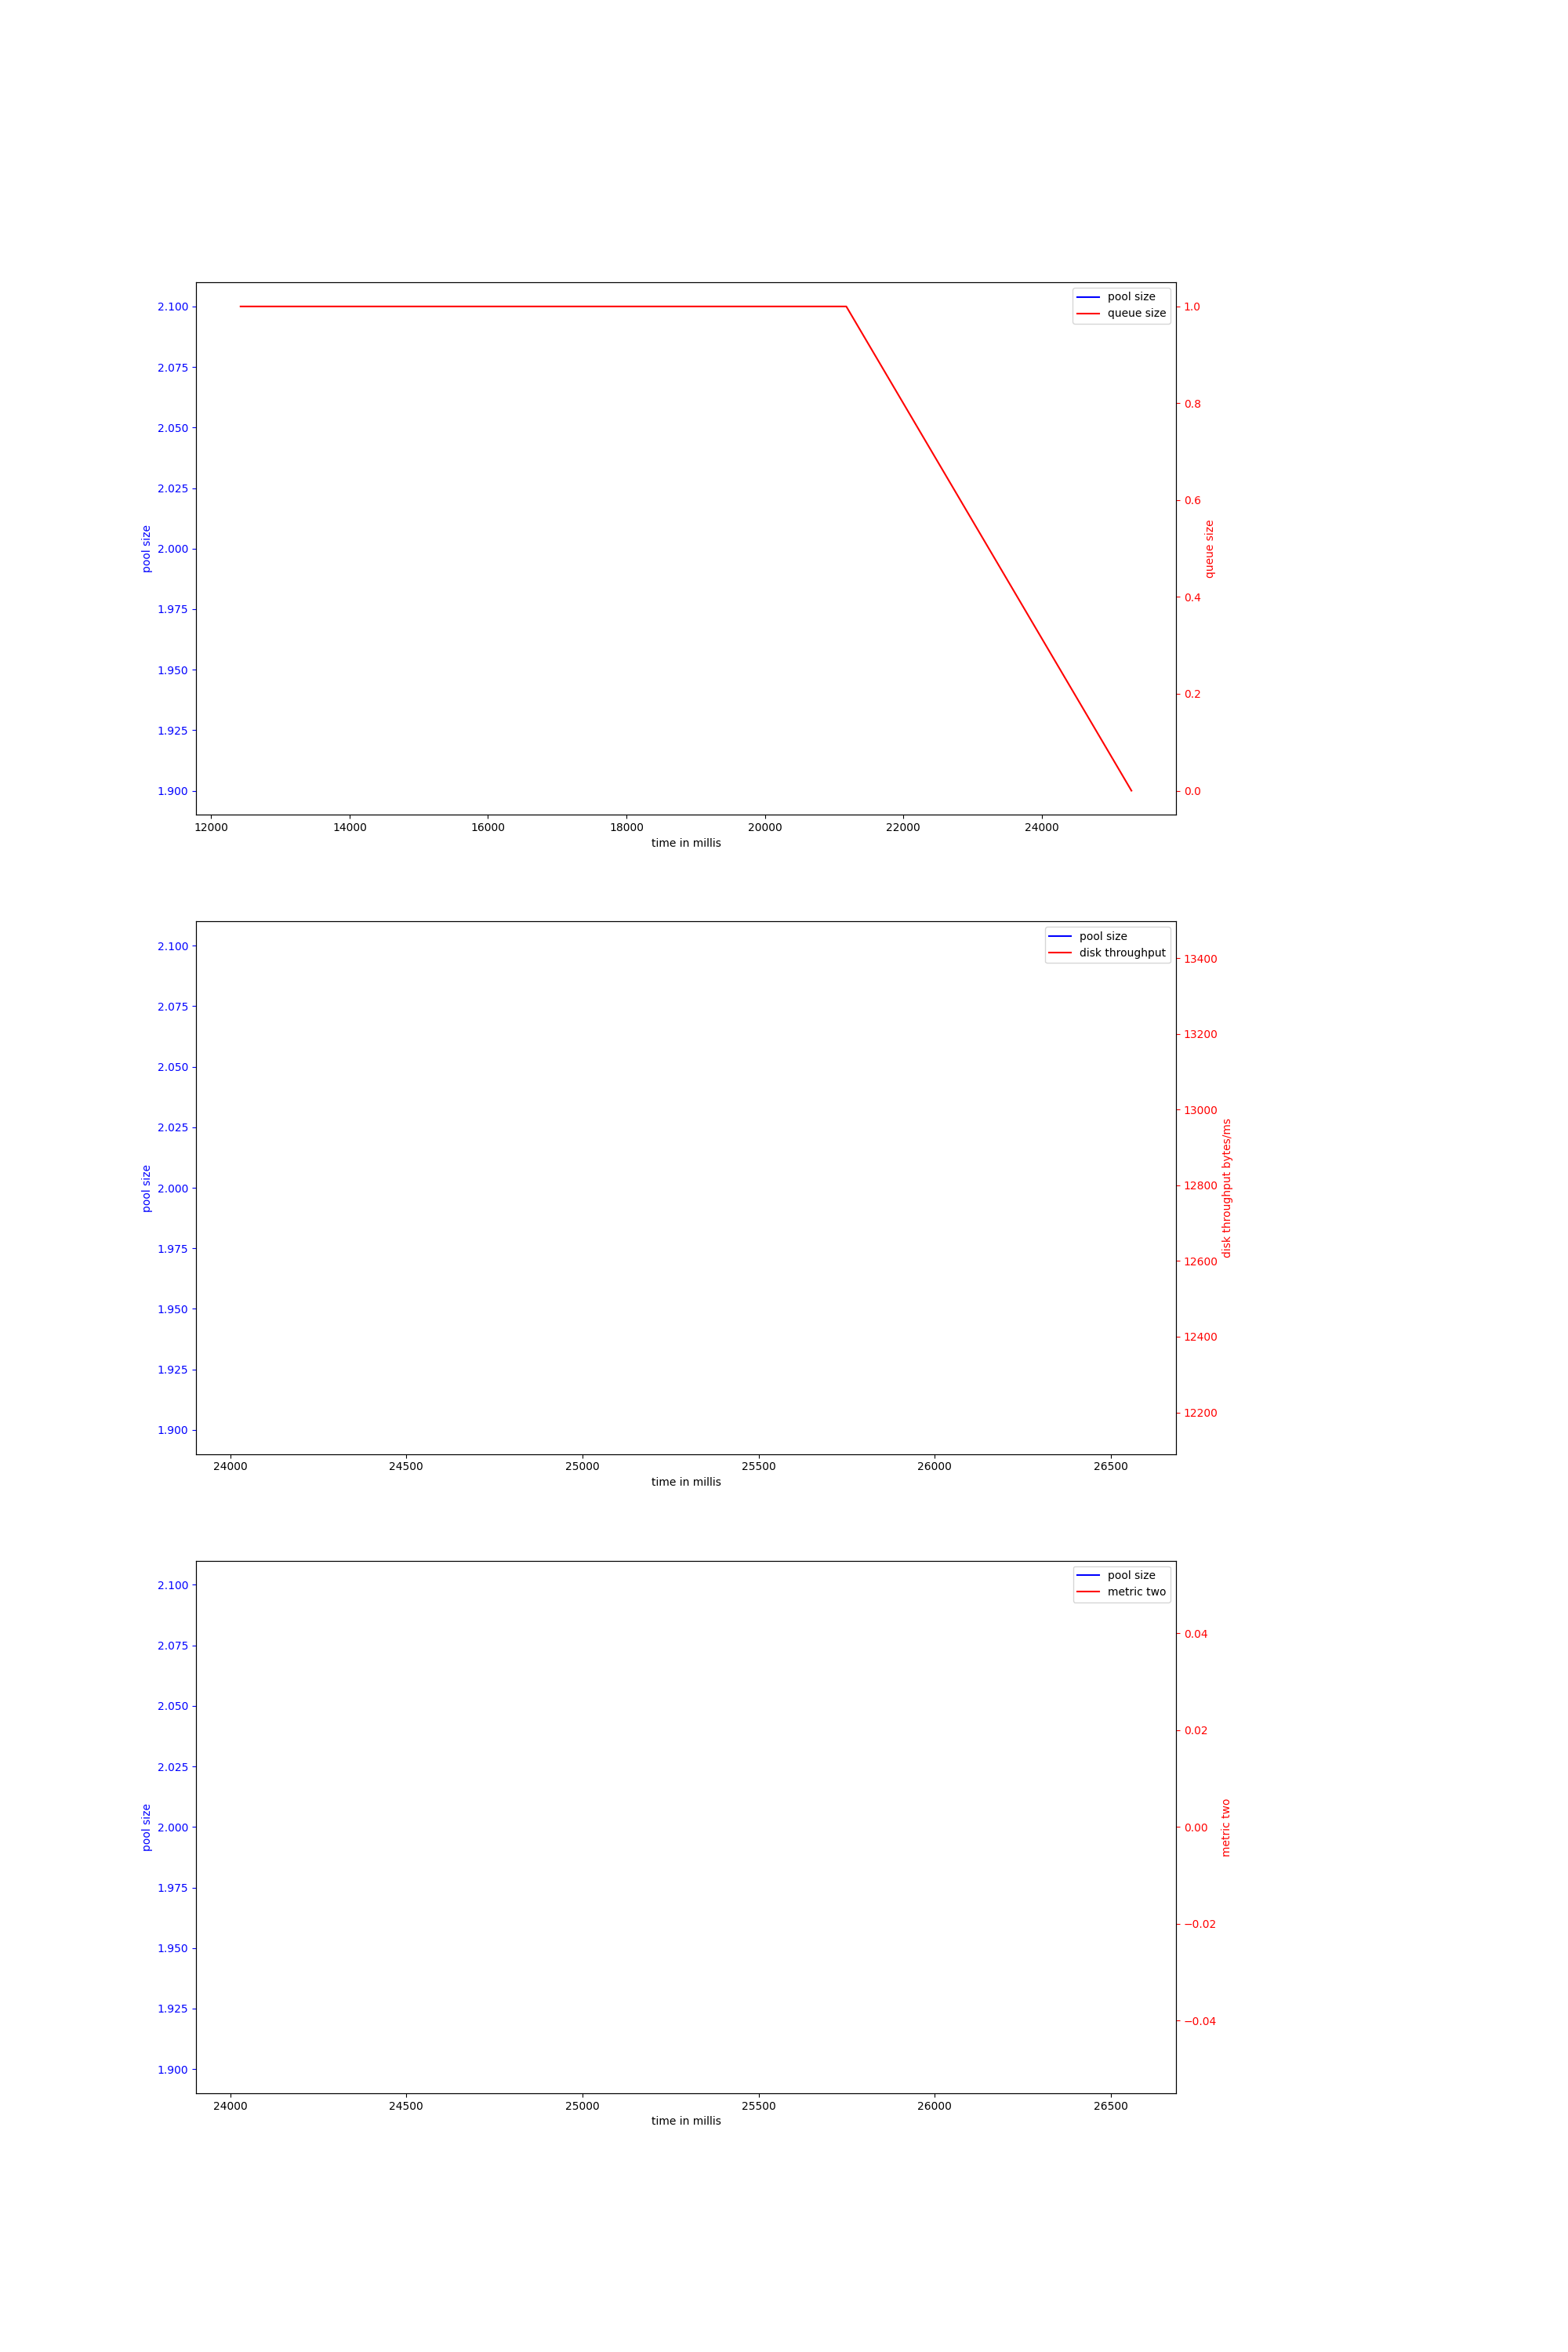 pool size
queue size
2.100
2.075
2.050
2.025
2.000
1.975
1.950
1.925
1.900
pool size
1.0
0.8
0.6
0.4
0.2
0.0
queue size
12000 14000 16000 18000 20000 22000 24000
time in millis
pool size
disk throughput
2.100
2.075
2.050
2.025
2.000
1.975
1.950
1.925
1.900
pool size
13400
13200
13000
12800
12600
12400
12200
disk throughput bytes/ms
24000 24500 25000 25500 26000 26500
time in millis
pool size
metric two
2.100
2.075
2.050
2.025
2.000
1.975
1.950
1.925
1.900
pool size
0.04
0.02
0.00
−0.02
−0.04
metric two
24000 24500 25000 25500 26000 26500
time in millis